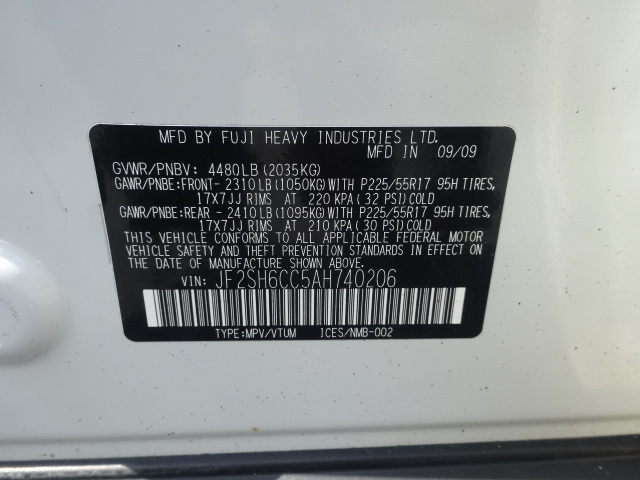 MFD BY FUJI HEAVY INDUSTRIES LTD.
MFD IN 09/09
GVWR/PNBV: 4480LB (2035KG)
GAWR/PNBE:FRONT- 2310LB (1050KG) WITH P225/55R17 95H TIRES,
17X7JJ RIMS AT 220 KPA (32 PSI) COLD
GAWR/PNBE:REAR - 2410LB (1095KG) WITH P225/55R17 95H TIRES,
17X7JJ RIMS AT 210 KPA (30 PSI) COLD
THIS VEHICLE CONFORMS TO ALL APPLICABLE FEDERAL MOTOR
VEHICLE SAFETY, BUMPER, AND THEFT PREVENTION STANDARDS IN EFFECT ON
THE DATE OF MANUFACTURE SHOWN ABOVE.
VIN: JF2SH6CC5AH740206
TYPE:MPV/VTUM ICES/NMB-002